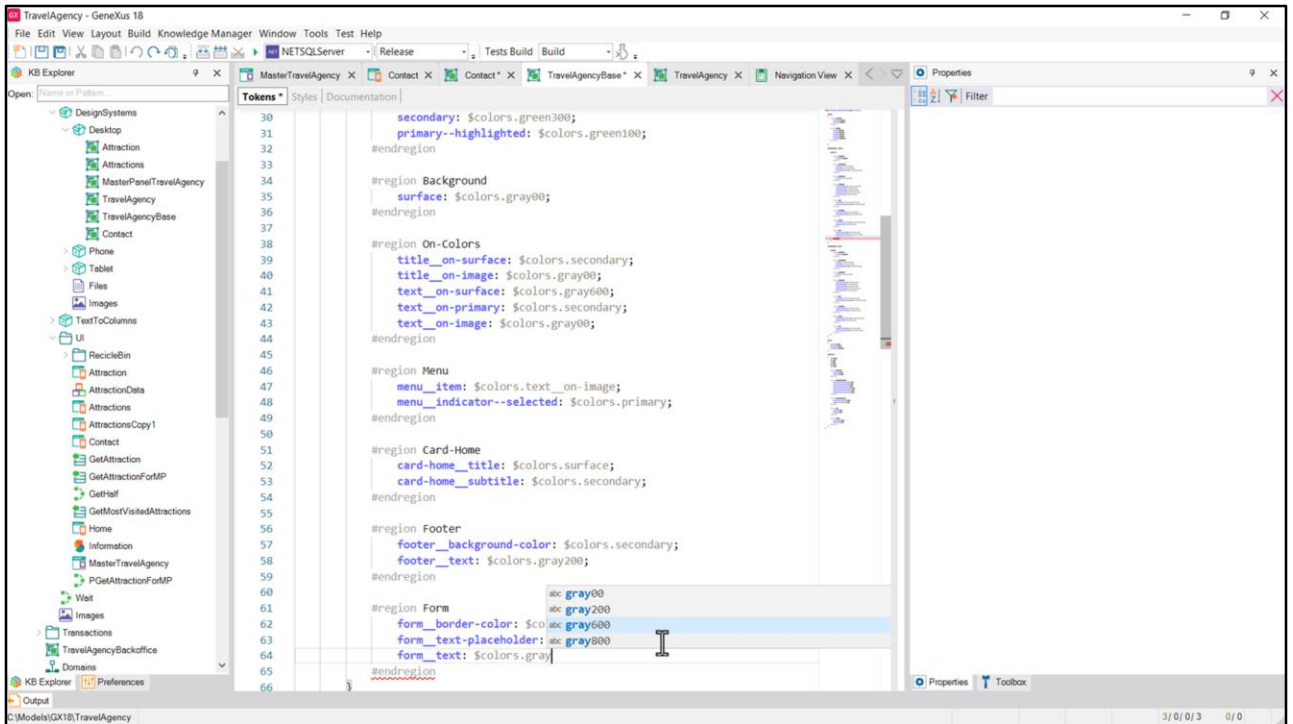 TravelAgency - GeneXus 18
File Edit View Layout Build Knowledge Manager Window Tools Test Help
NETSQLServer Release Tests Build Build
KB Explorer
MasterTravelAgency Contact Contact* TravelAgencyBase* TravelAgency Navigation View
Properties
Open: Name or Pattern...
Tokens * Styles Documentation
Filter
DesignSystems
Desktop
Attraction
Attractions
MasterPanelTravelAgency
TravelAgency
TravelAgencyBase
Contact
Phone
Tablet
Files
Images
TextToColumns
UI
RecicleBin
Attraction
AttractionData
Attractions
AttractionsCopy1
Contact
GetAttraction
GetAttractionForMP
GetHalf
GetMostVisitedAttractions
Home
Information
MasterTravelAgency
PGetAttractionForMP
Wait
Images
Transactions
TravelAgencyBackoffice
Domains
30 secondary: $colors.green300;
31 primary--highlighted: $colors.green100;
32 #endregion
33
34 #region Background
35 surface: $colors.gray00;
36 #endregion
37
38 #region On-Colors
39 title__on-surface: $colors.secondary;
40 title__on-image: $colors.gray00;
41 text__on-surface: $colors.gray600;
42 text__on-primary: $colors.secondary;
43 text__on-image: $colors.gray00;
44 #endregion
45
46 #region Menu
47 menu__item: $colors.text__on-image;
48 menu__indicator--selected: $colors.primary;
49 #endregion
50
51 #region Card-Home
52 card-home__title: $colors.surface;
53 card-home__subtitle: $colors.secondary;
54 #endregion
55
56 #region Footer
57 footer__background-color: $colors.secondary;
58 footer__text: $colors.gray200;
59 #endregion
60
61 #region Form
62 form__border-color: $co
63 form__text-placeholder:
64 form__text: $colors.gray
65 #endregion
66 }
abc gray00
abc gray200
abc gray600
abc gray800
KB Explorer Preferences
Properties Toolbox
Output
C:\Models\GX18\TravelAgency
3/0/0/3 0/0